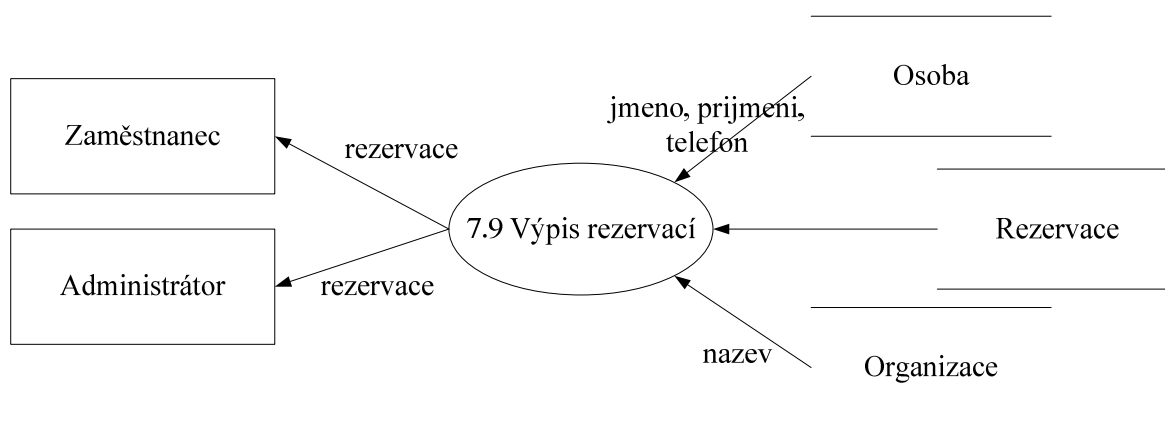 Osoba
jmeno, prijmeni,
telefon
Zaměstnanec
rezervace
7.9 Výpis rezervací
Rezervace
Administrátor
rezervace
nazev
Organizace